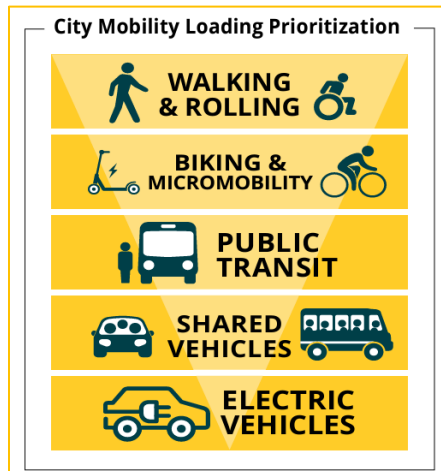 City Mobility Loading Prioritization
WALKING
& ROLLING
BIKING &
MICROMOBILITY
PUBLIC
TRANSIT
SHARED
VEHICLES
ELECTRIC
VEHICLES